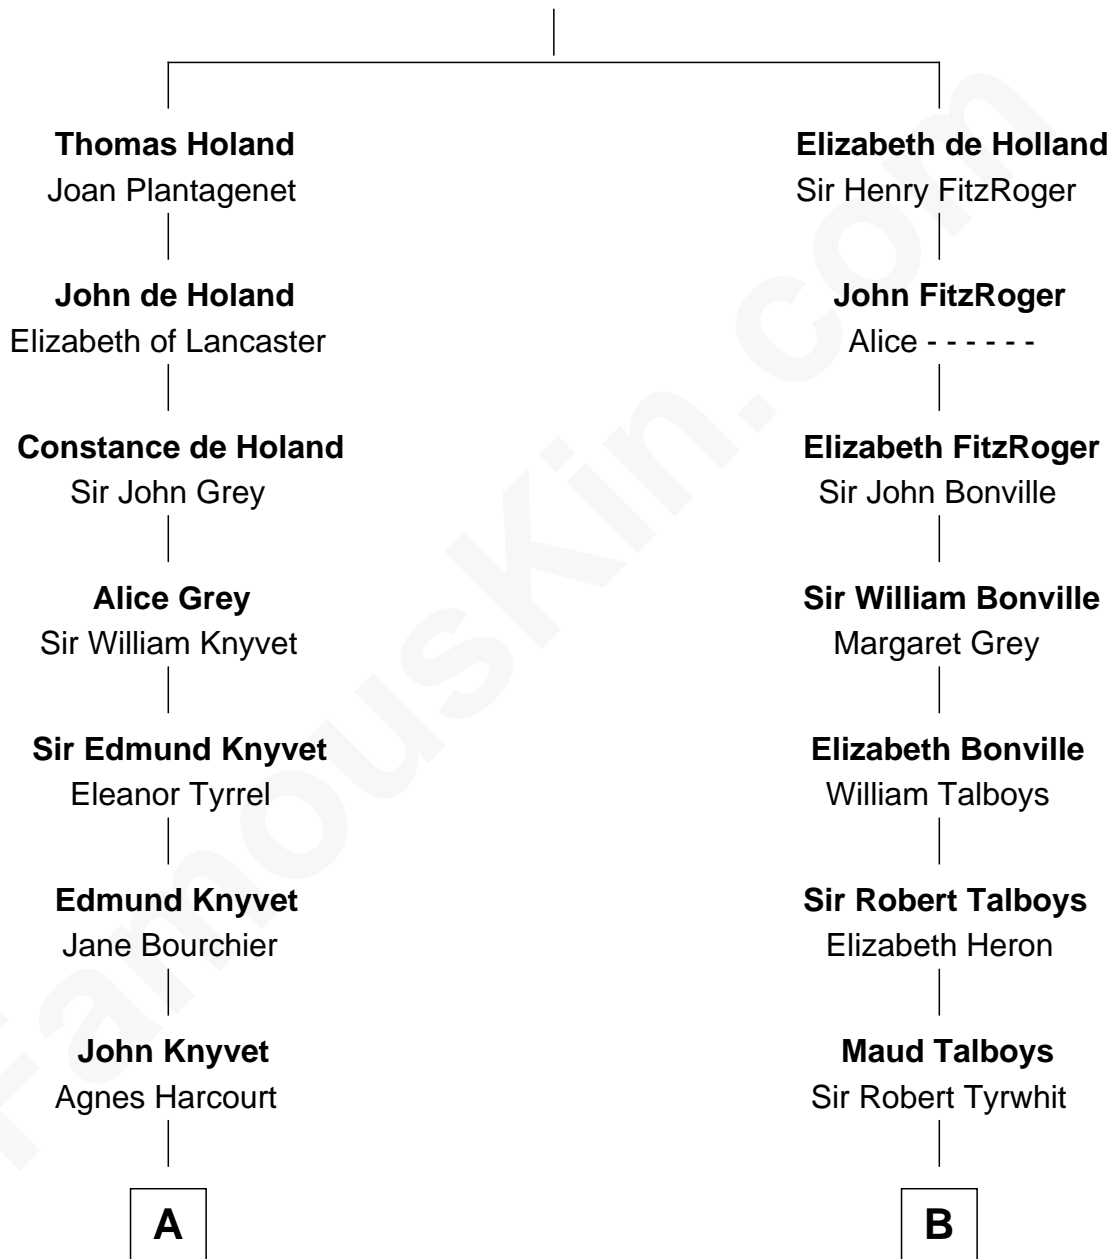 Thomas Holand
Joan Plantagenet
John de Holand
Elizabeth of Lancaster
Constance de Holand
Sir John Grey
Alice Grey
Sir William Knyvet
Sir Edmund Knyvet
Eleanor Tyrrel
Edmund Knyvet
Jane Bourchier
John Knyvet
Agnes Harcourt
A
Elizabeth de Holland
Sir Henry FitzRoger
John FitzRoger
Alice - - - - - -
Elizabeth FitzRoger
Sir John Bonville
Sir William Bonville
Margaret Grey
Elizabeth Bonville
William Talboys
Sir Robert Talboys
Elizabeth Heron
Maud Talboys
Sir Robert Tyrwhit
B
FamousKin.com